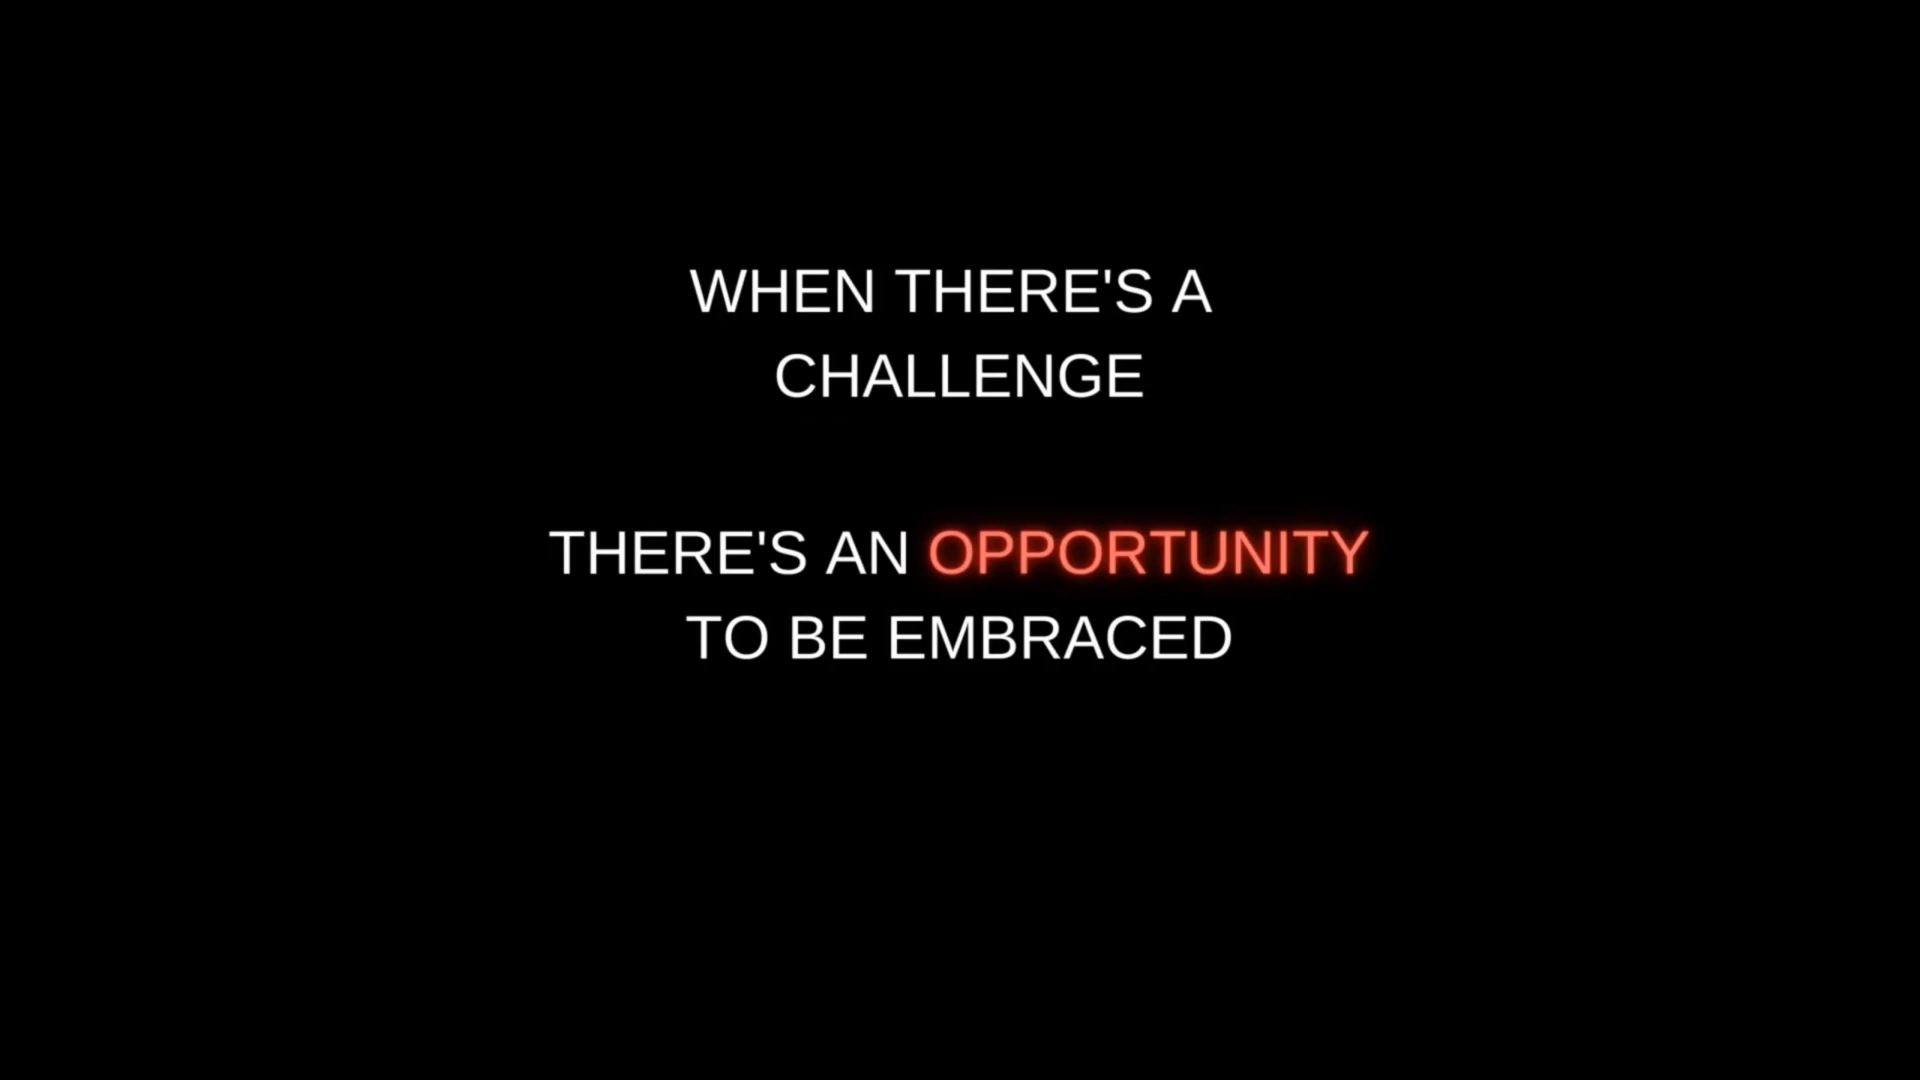 WHEN THERE'S A
CHALLENGE
THERE'S AN OPPORTUNITY
TO BE EMBRACED